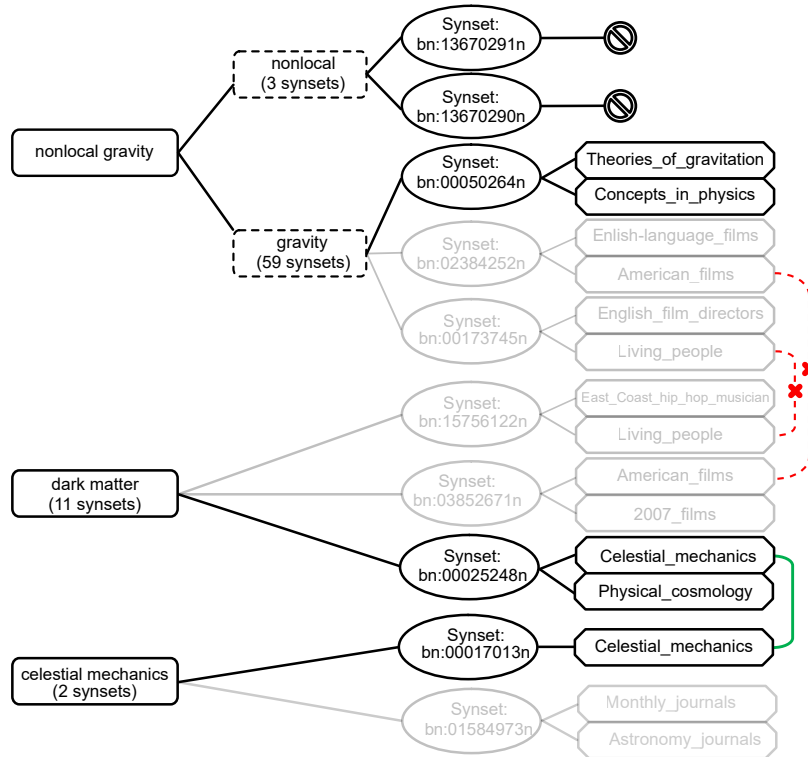 Synset:
bn:13670291n
nonlocal
(3 synsets)
Synset:
bn:13670290n
nonlocal gravity
Synset:
bn:00050264n
Theories_of_gravitation
Concepts_in_physics
gravity
(59 synsets)
Synset:
bn:02384252n
Enlish-language_films
American_films
Synset:
bn:00173745n
English_film_directors
Living_people
Synset:
bn:15756122n
East_Coast_hip_hop_musician
Living_people
dark matter
(11 synsets)
Synset:
bn:03852671n
American_films
2007_films
Synset:
bn:00025248n
Celestial_mechanics
Physical_cosmology
celestial mechanics
(2 synsets)
Synset:
bn:00017013n
Celestial_mechanics
Synset:
bn:01584973n
Monthly_journals
Astronomy_journals